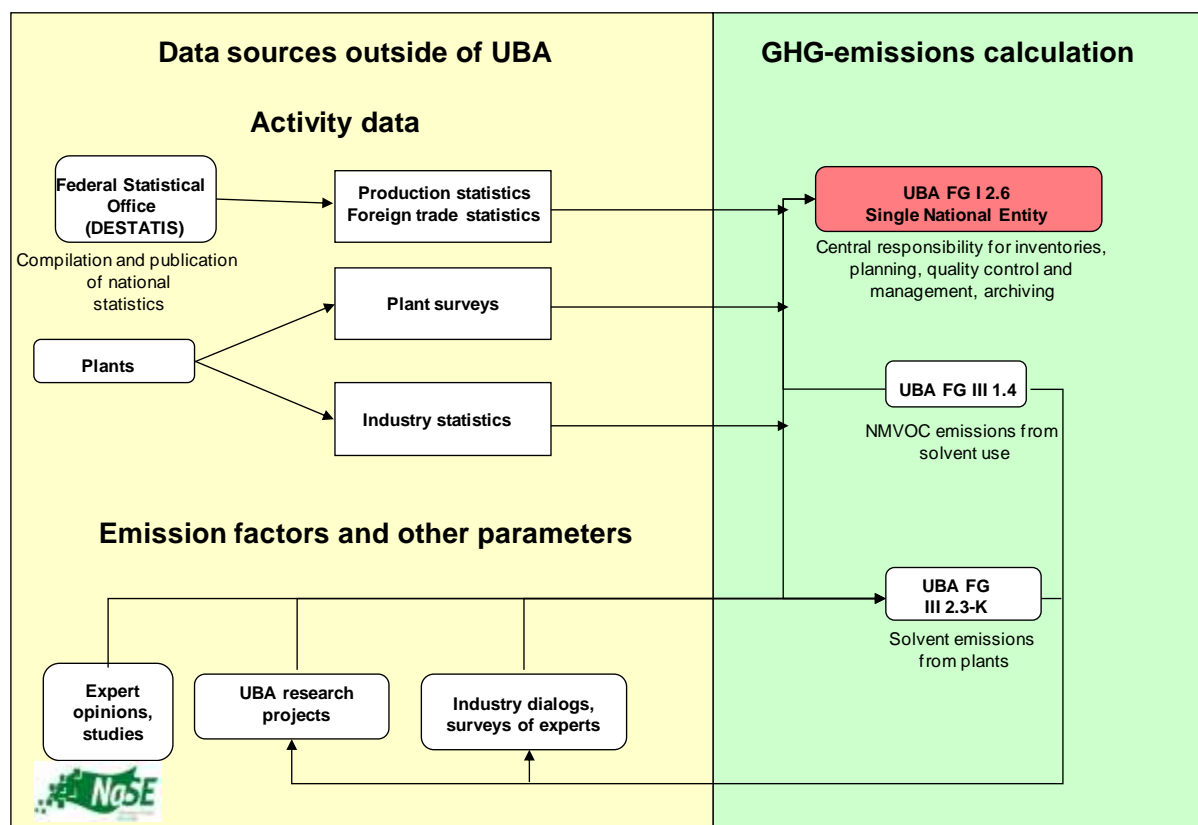 Data sources outside of UBA
GHG-emissions calculation
Activity data
Federal Statistical
Office
(DESTATIS)
Compilation and publication
of national
statistics
Production statistics
Foreign trade statistics
UBA FG I 2.6
Single National Entity
Central responsibility for inventories,
planning, quality control and
management, archiving
Plant surveys
Plants
UBA FG III 1.4
NMVOC emissions from
solvent use
Industry statistics
Emission factors and other parameters
UBA FG
III 2.3-K
Solvent emissions
from plants
Expert
opinions,
studies
UBA research
projects
Industry dialogs,
surveys of experts
NaSE